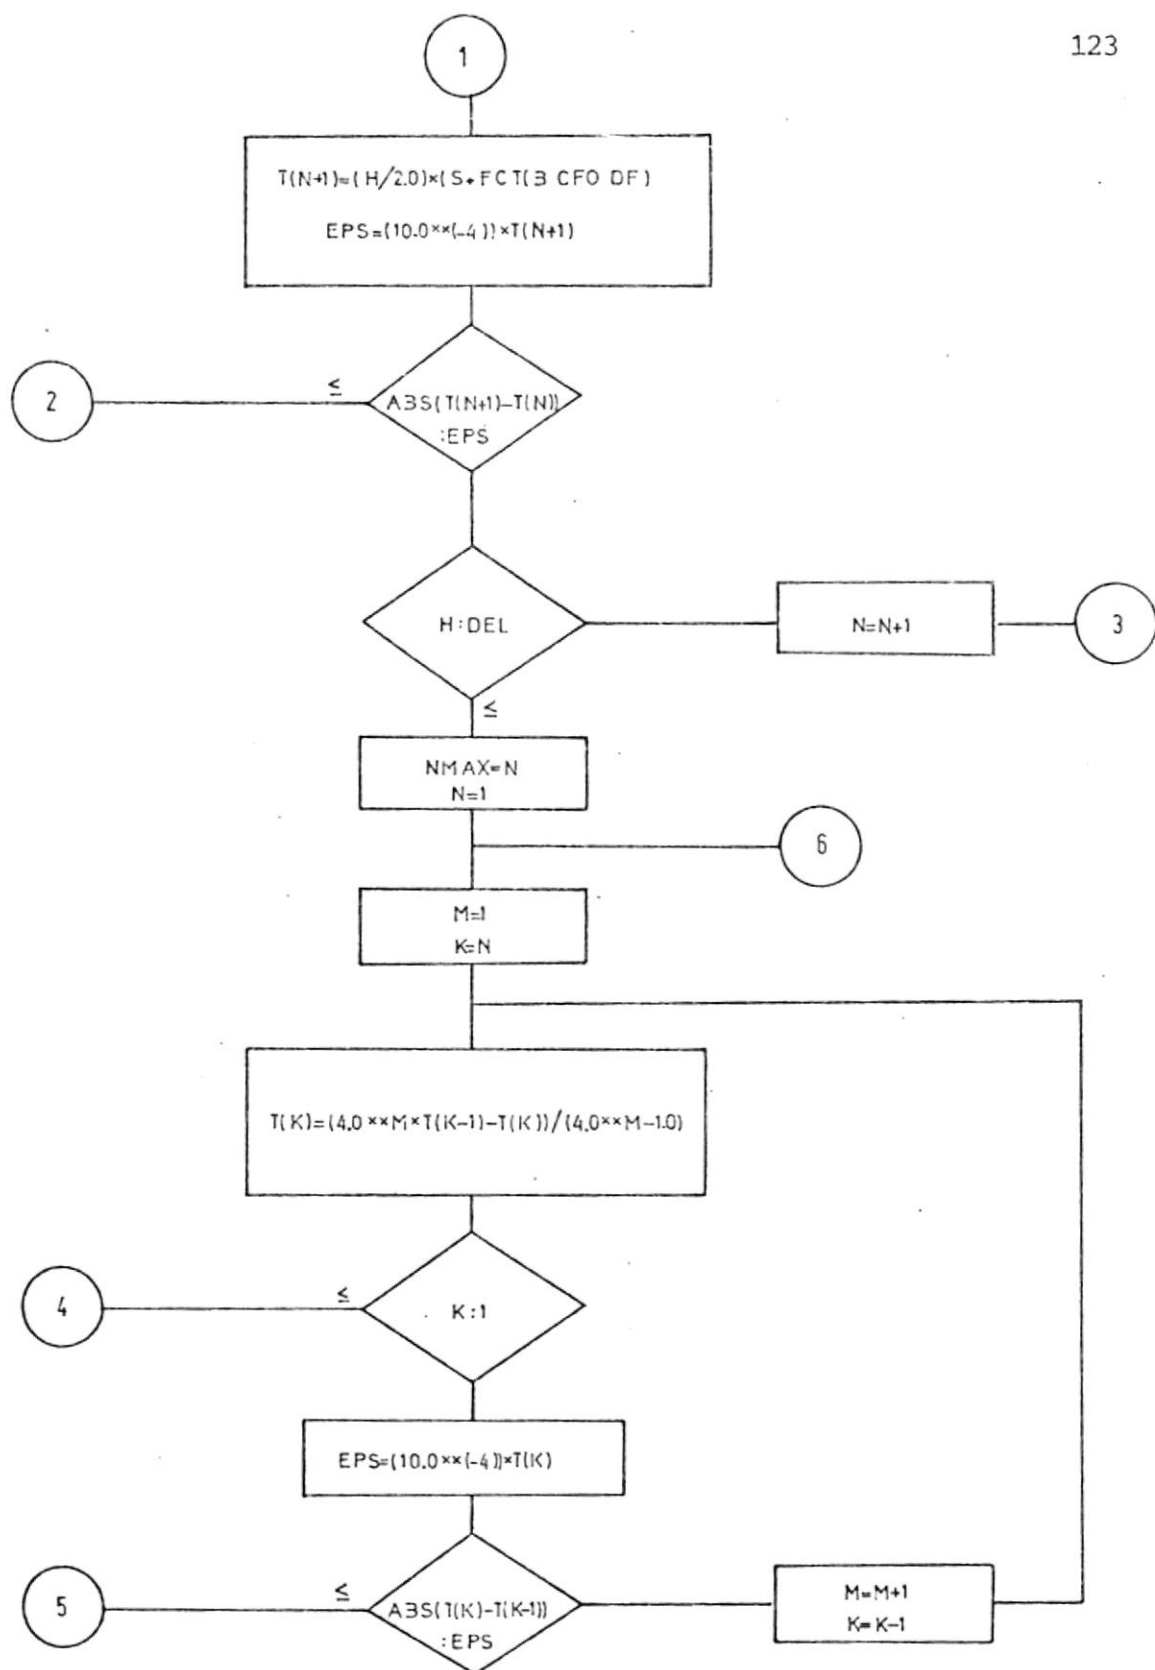 123
1
T(N+1)=(H/2.0)×(S+FCT(B CFO DF)
EPS=(10.0**(-4))×T(N+1)
2
≤
ABS(T(N+1)-T(N))
:EPS
H:DEL
N=N+1
3
≤
NMAX=N
N=1
6
M=1
K=N
T(K)=(4.0**M×T(K-1)-T(K))/(4.0**M-1.0)
4
≤
K:1
EPS=(10.0**(-4))×T(K)
5
≤
ABS(T(K)-T(K-1))
:EPS
M=M+1
K=K-1